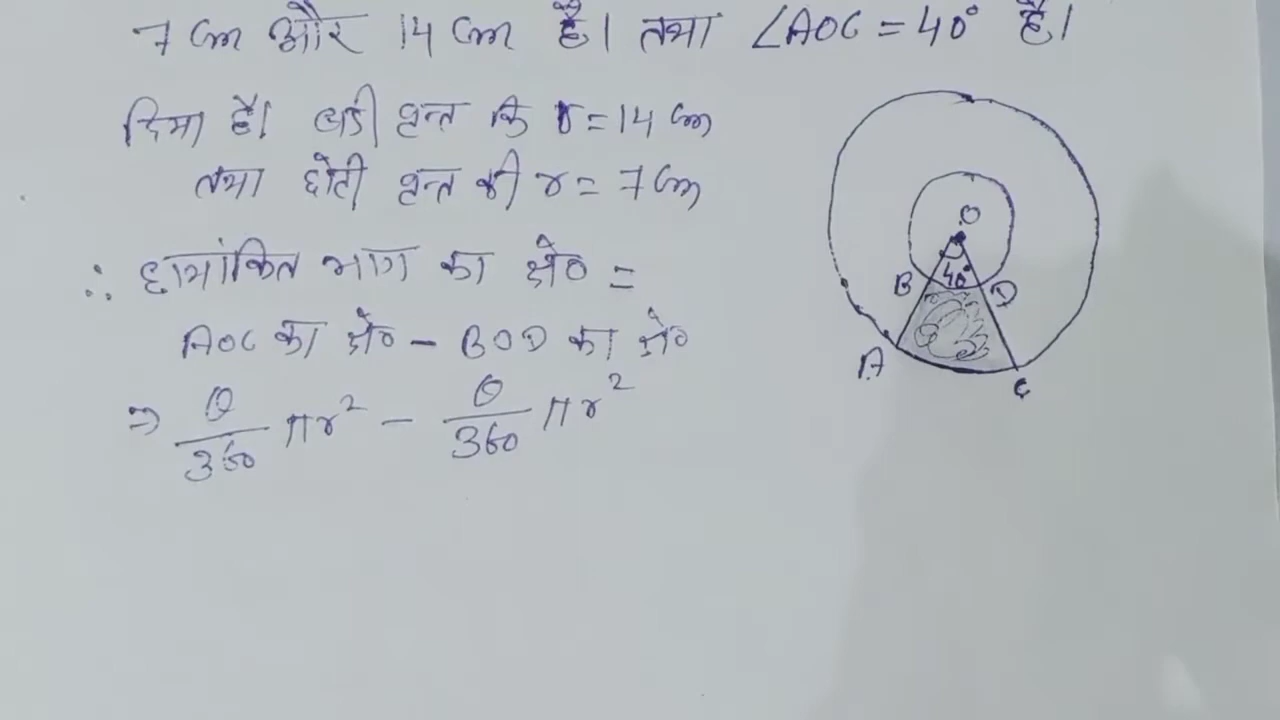 7 cm और 14 cm है। तथा ∠AOC = 40° है।
दिया है। बड़ी वृत्त कि r = 14 cm
तथा छोटी वृत्त की r = 7 cm
∴ छायांकित भाग का क्षे० =
AOC का क्षे० – BOD का क्षे०
⇒ θ/360 πr² – θ/360 πr²
O
40°
B D
A C